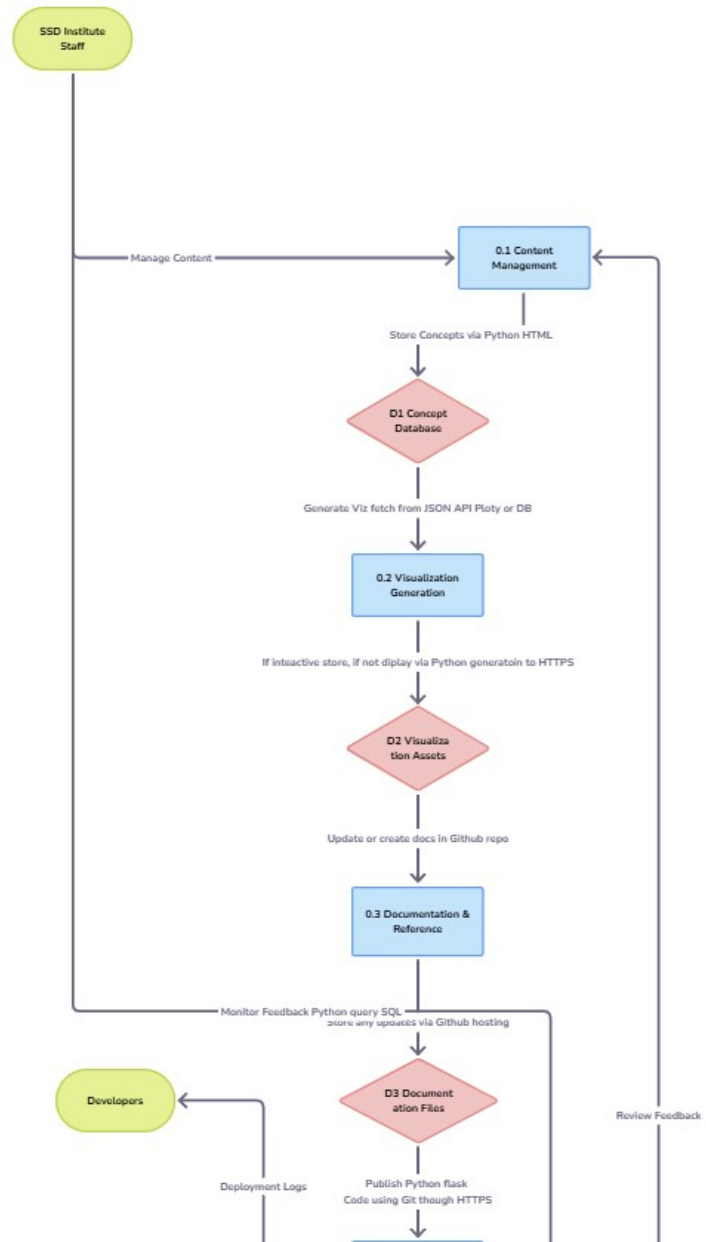 SSD Institute
Staff
0.1 Content
Management
Manage Content
Store Concepts via Python HTML
D1 Concept
Database
Generate Viz fetch from JSON API Ploty or DB
0.2 Visualization
Generation
If inteactive store, if not diplay via Python generatoin to HTTPS
D2 Visualiza
tion Assets
Update or create docs in Github repo
0.3 Documentation &
Reference
Monitor Feedback Python query SQL
Store any updates via Github hosting
Developers
D3 Document
ation Files
Review Feedback
Deployment Logs
Publish Python flask
Code using Git though HTTPS